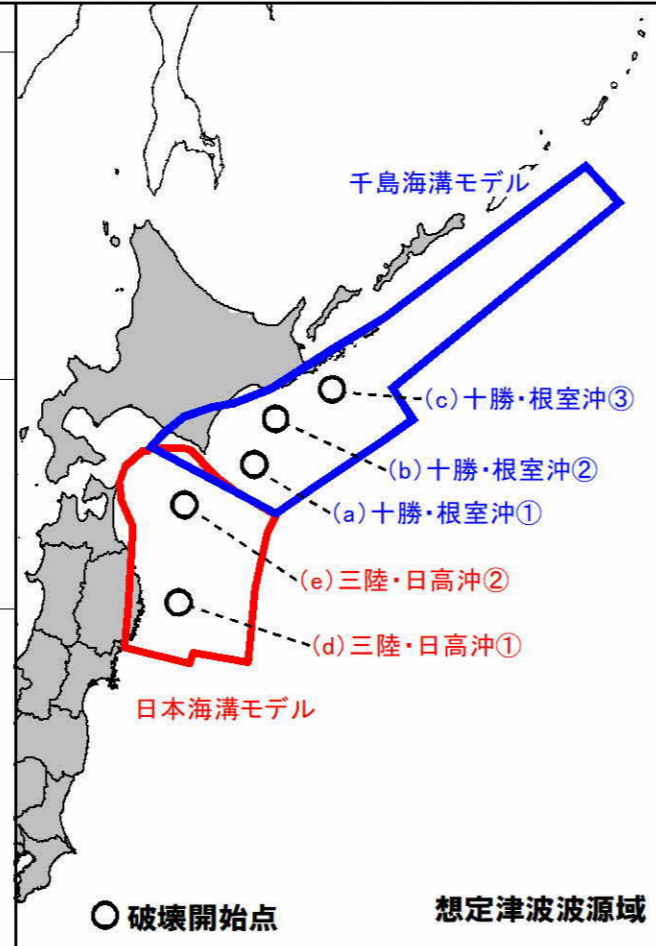 千島海溝モデル
(c)十勝・根室沖③
(b)十勝・根室沖②
(a)十勝・根室沖①
(e)三陸・日高沖②
(d)三陸・日高沖①
日本海溝モデル
破壊開始点
想定津波波源域